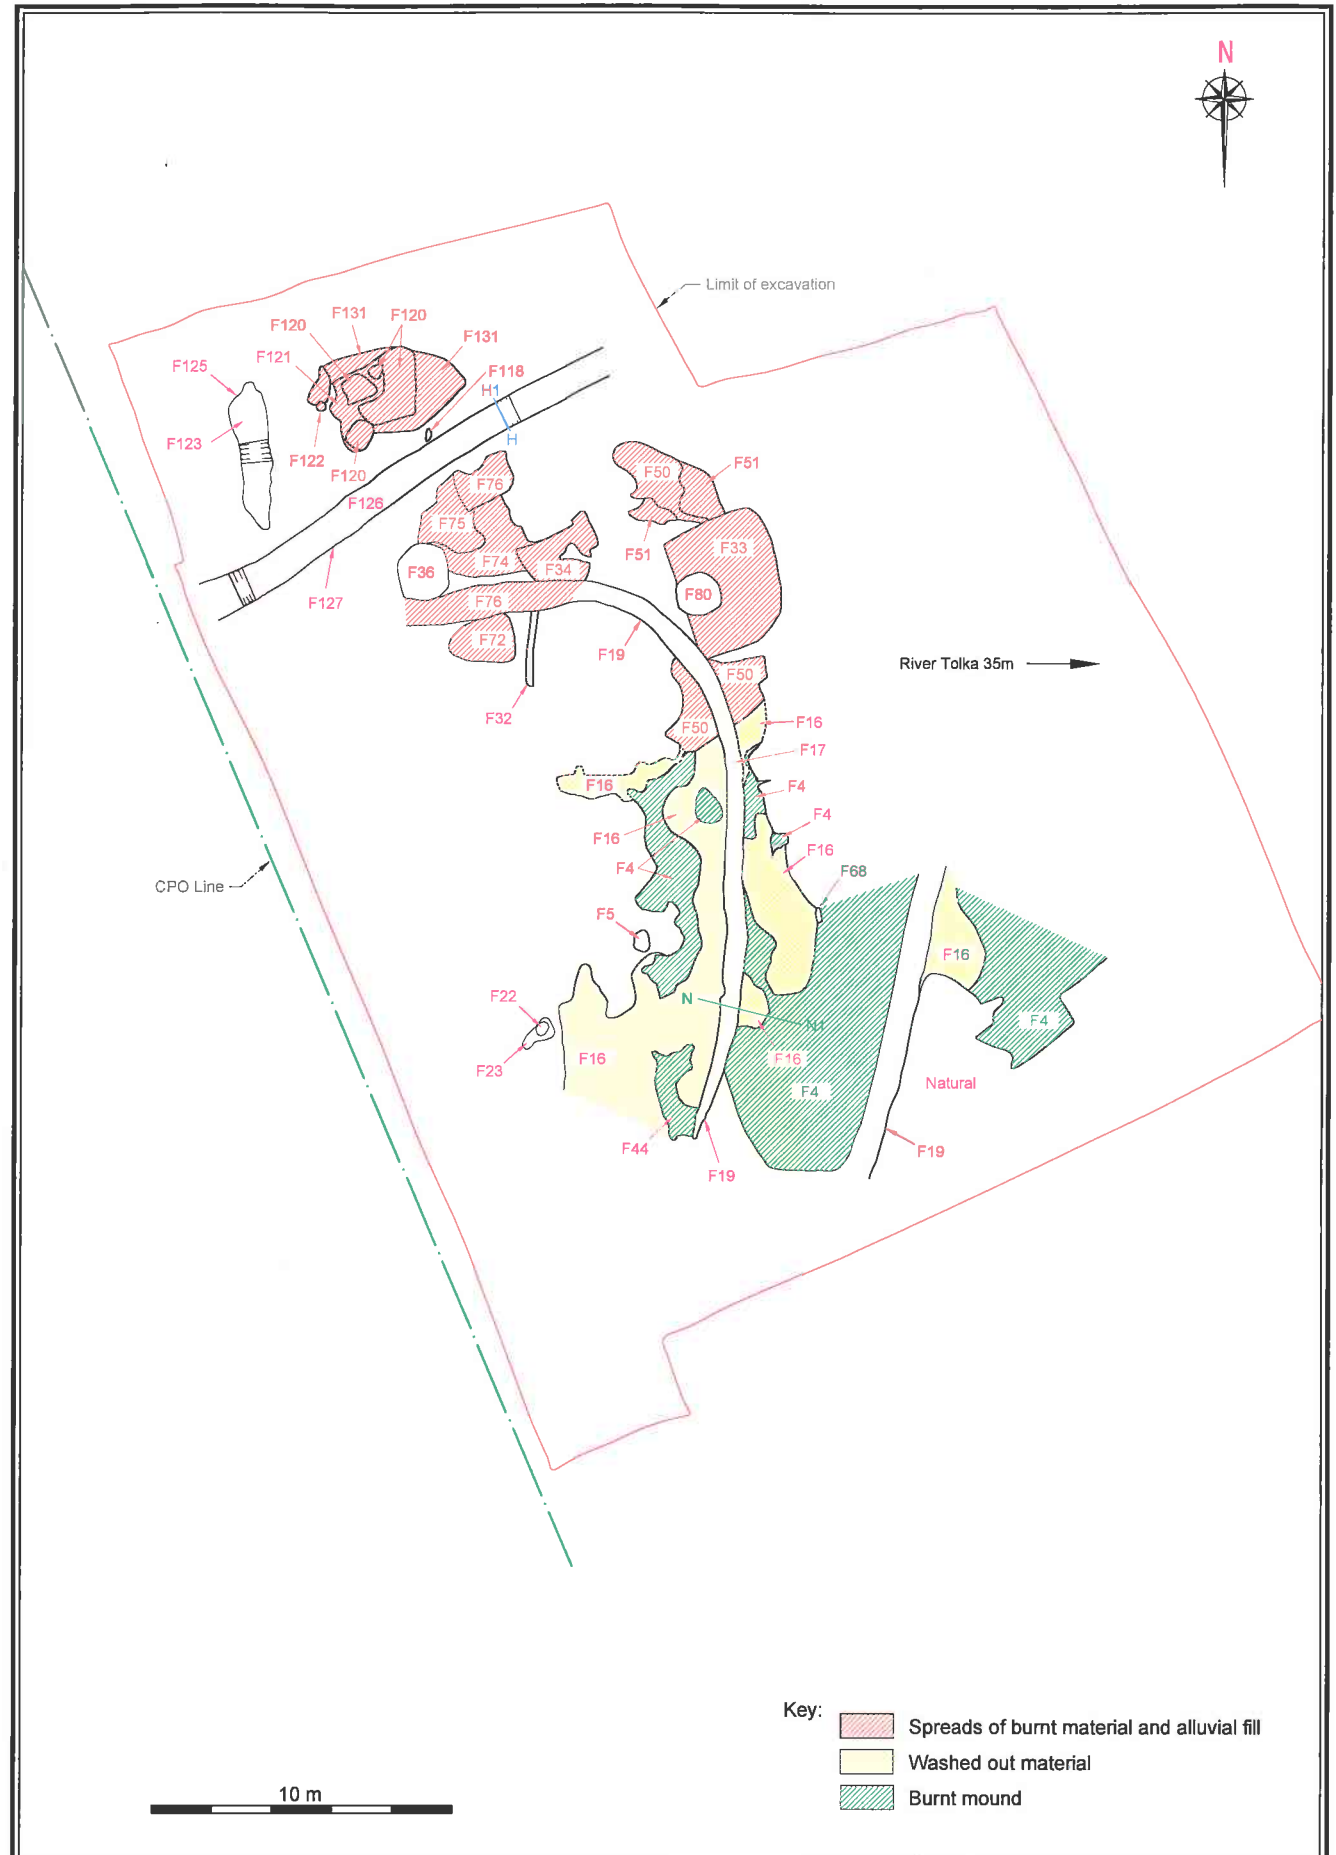 N
Limit of excavation
F131
F120
F120
F131
F121
F125
F118
H1
F123
H
F122
F120
F126
F76
F50
F51
F75
F51
F33
F74
F34
F36
F80
F76
F127
F72
F19
River Tolka 35m
F50
F32
F50
F16
F17
F16
F4
F4
F16
F16
F4
F68
CPO Line
F5
F16
N
F22
N1
F4
F16
F16
F23
Natural
F4
F44
F19
F19
Key:
Spreads of burnt material and alluvial fill
Washed out material
10 m
Burnt mound